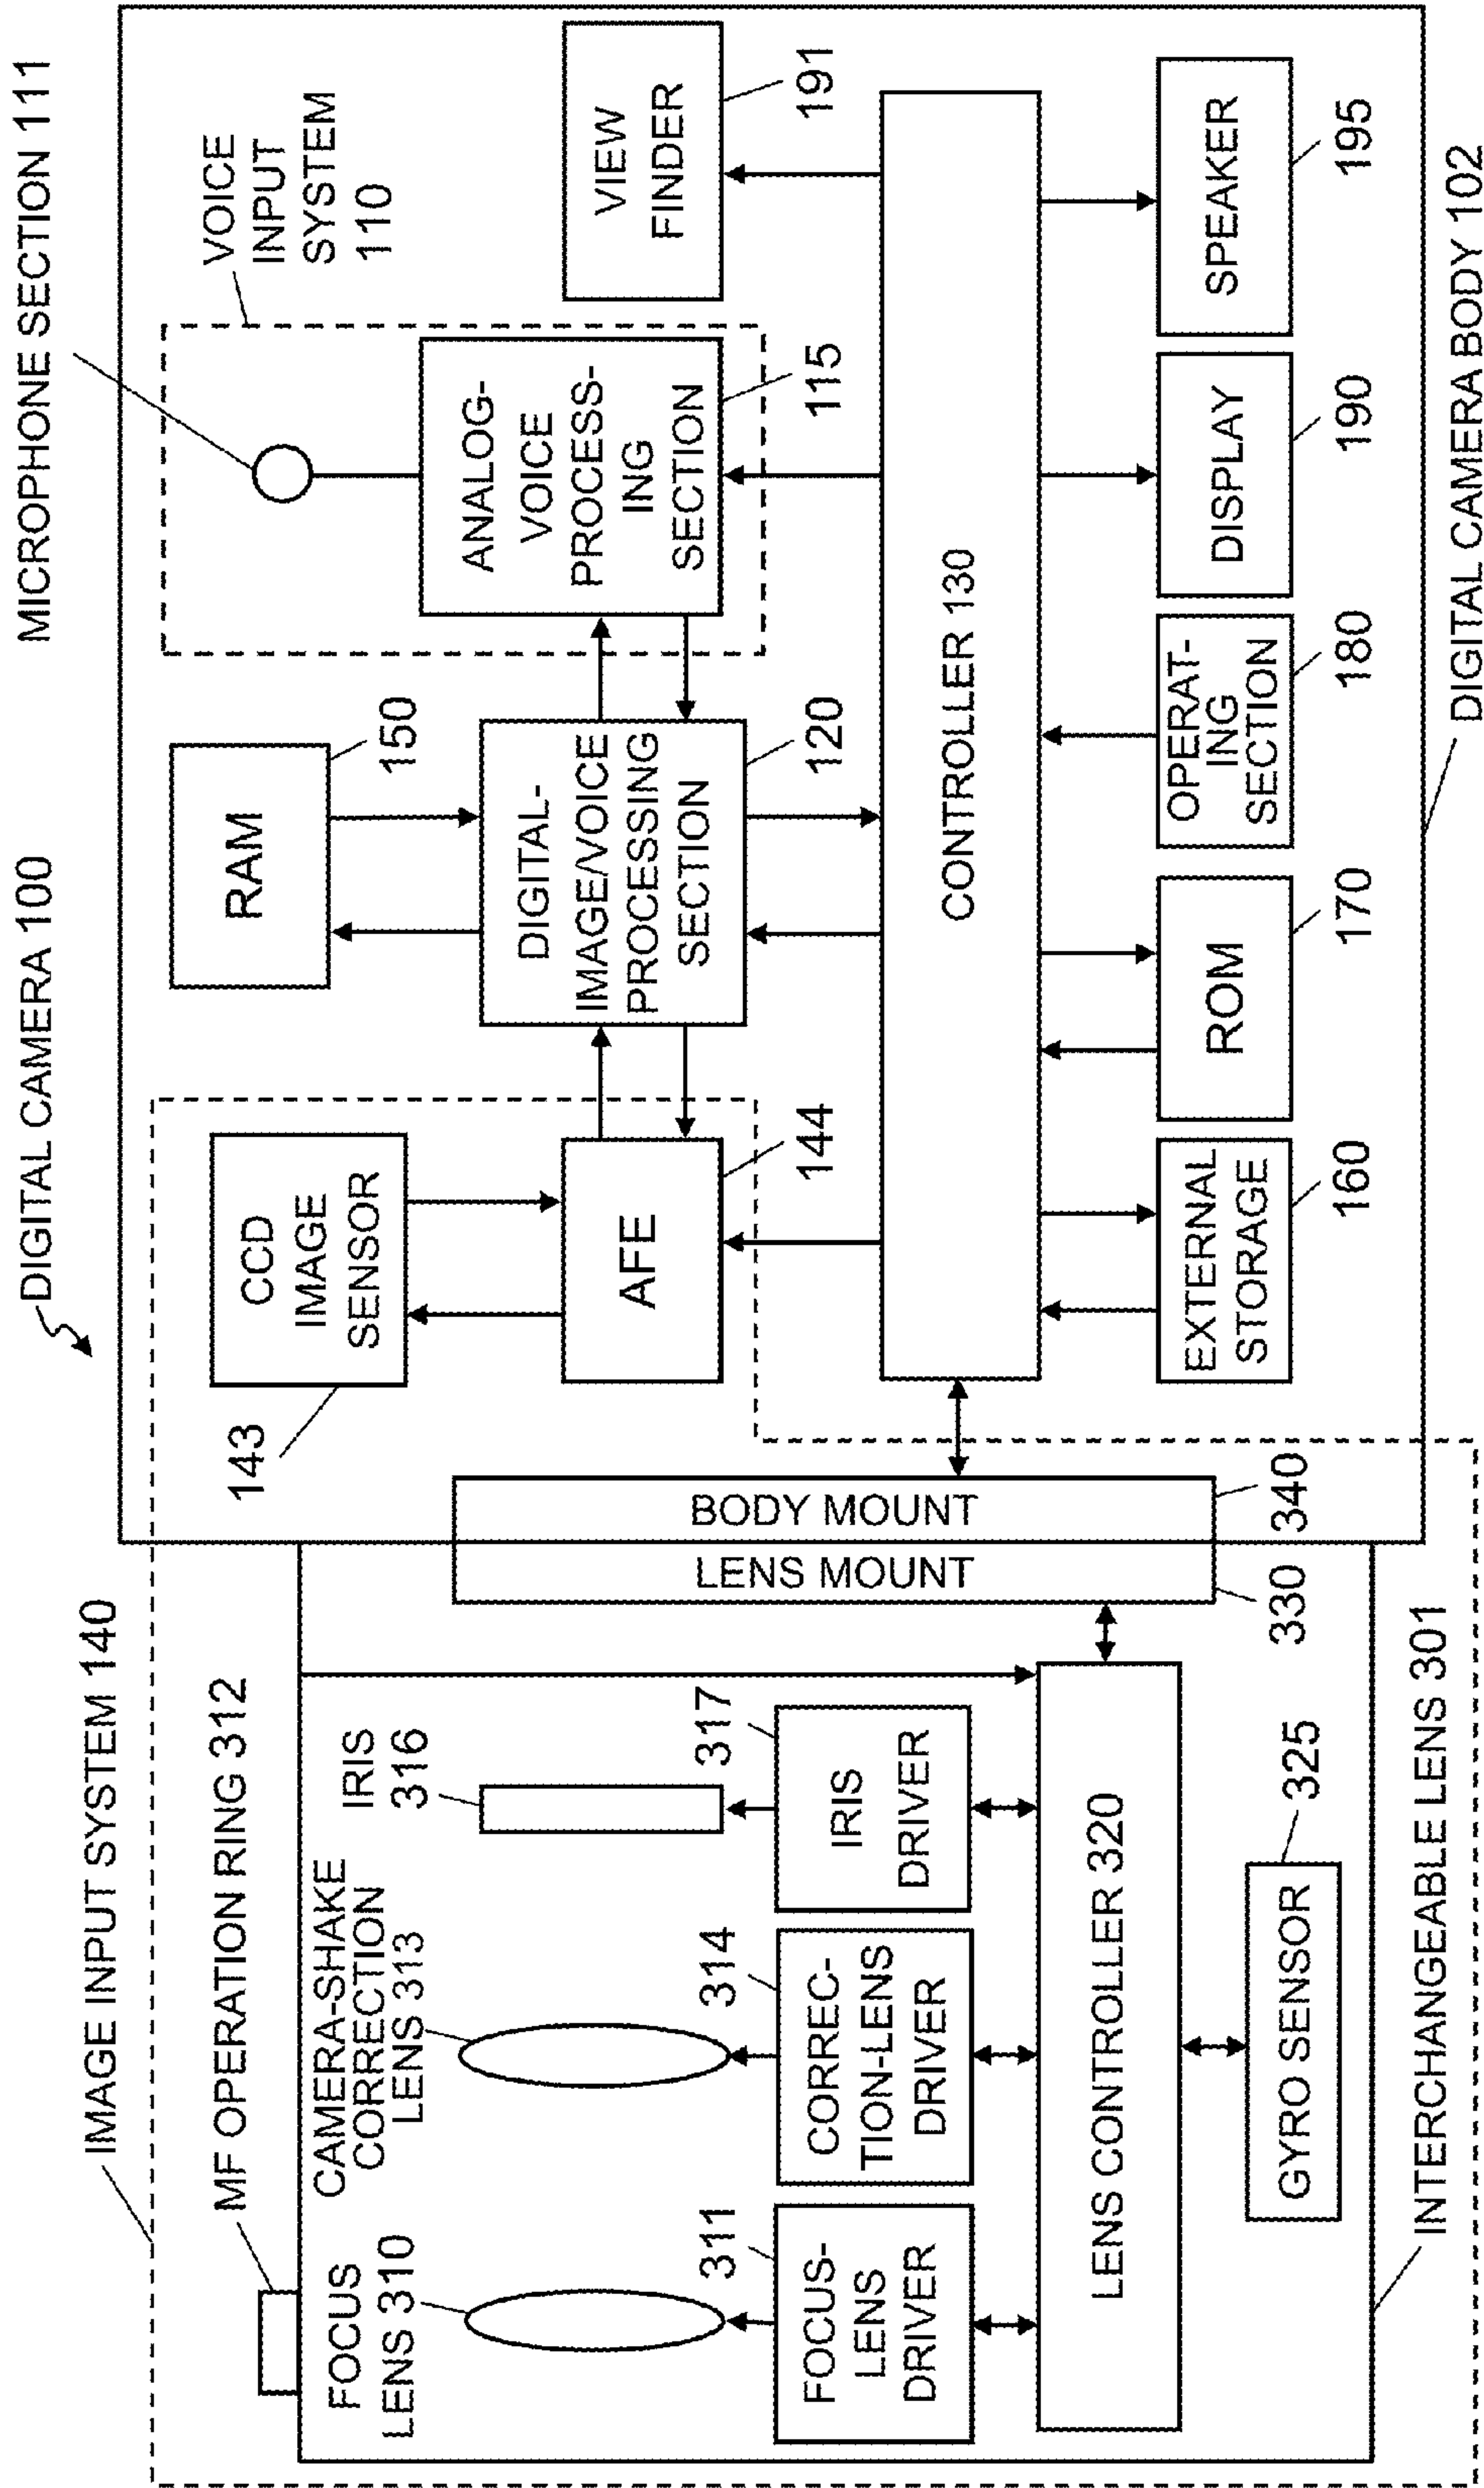 DIGITAL CAMERA 100
IMAGE INPUT SYSTEM 140
MF OPERATION RING 312
FOCUS
LENS 310
CAMERA-SHAKE
CORRECTION
LENS 313
IRIS
316
311
FOCUS-
LENS
DRIVER
314
CORREC-
TION-LENS
DRIVER
317
IRIS
DRIVER
LENS CONTROLLER 320
GYRO SENSOR
325
INTERCHANGEABLE LENS 301
LENS MOUNT
330
BODY MOUNT
340
143
CCD
IMAGE
SENSOR
AFE
144
RAM
150
DIGITAL-
IMAGE/VOICE
PROCESSING
SECTION
120
MICROPHONE SECTION 111
VOICE
INPUT
SYSTEM
110
ANALOG-
VOICE
PROCESS-
ING
SECTION
115
VIEW
FINDER
191
CONTROLLER 130
EXTERNAL
STORAGE
160
ROM
170
OPERAT-
ING
SECTION
180
DISPLAY
190
SPEAKER
195
DIGITAL CAMERA BODY 102